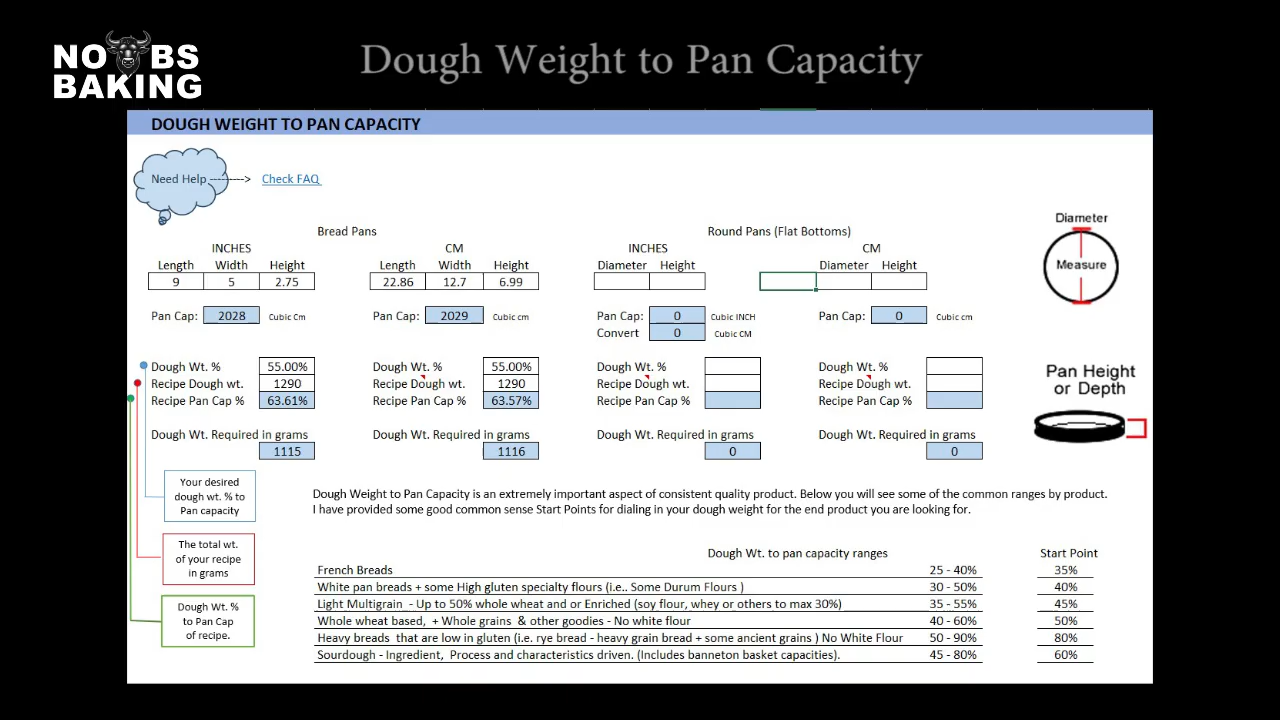 NO BS
BAKING
Dough Weight to Pan Capacity
DOUGH WEIGHT TO PAN CAPACITY
Need Help --------> Check FAQ
Bread Pans
Round Pans (Flat Bottoms)
INCHES
CM
INCHES
CM
Length Width Height
Length Width Height
Diameter Height
Diameter Height
9 5 2.75
22.86 12.7 6.99
Pan Cap: 2028 Cubic Cm
Pan Cap: 2029 Cubic cm
Pan Cap: 0 Cubic INCH
Pan Cap: 0 Cubic cm
Convert 0 Cubic CM
Dough Wt. % 55.00%
Dough Wt. % 55.00%
Dough Wt. %
Dough Wt. %
Recipe Dough wt. 1290
Recipe Dough wt. 1290
Recipe Dough wt.
Recipe Dough wt.
Recipe Pan Cap % 63.61%
Recipe Pan Cap % 63.57%
Recipe Pan Cap %
Recipe Pan Cap %
Dough Wt. Required in grams
Dough Wt. Required in grams
Dough Wt. Required in grams
Dough Wt. Required in grams
1115
1116
0
0
Diameter
Measure
Pan Height
or Depth
Your desired
dough wt. % to
Pan capacity
The total wt.
of your recipe
in grams
Dough Wt. %
to Pan Cap
of recipe.
Dough Weight to Pan Capacity is an extremely important aspect of consistent quality product. Below you will see some of the common ranges by product.
I have provided some good common sense Start Points for dialing in your dough weight for the end product you are looking for.
Dough Wt. to pan capacity ranges Start Point
French Breads 25 - 40% 35%
White pan breads + some High gluten specialty flours (i.e.. Some Durum Flours ) 30 - 50% 40%
Light Multigrain - Up to 50% whole wheat and or Enriched (soy flour, whey or others to max 30%) 35 - 55% 45%
Whole wheat based, + Whole grains & other goodies - No white flour 40 - 60% 50%
Heavy breads that are low in gluten (i.e. rye bread - heavy grain bread + some ancient grains ) No White Flour 50 - 90% 80%
Sourdough - Ingredient, Process and characteristics driven. (Includes banneton basket capacities). 45 - 80% 60%